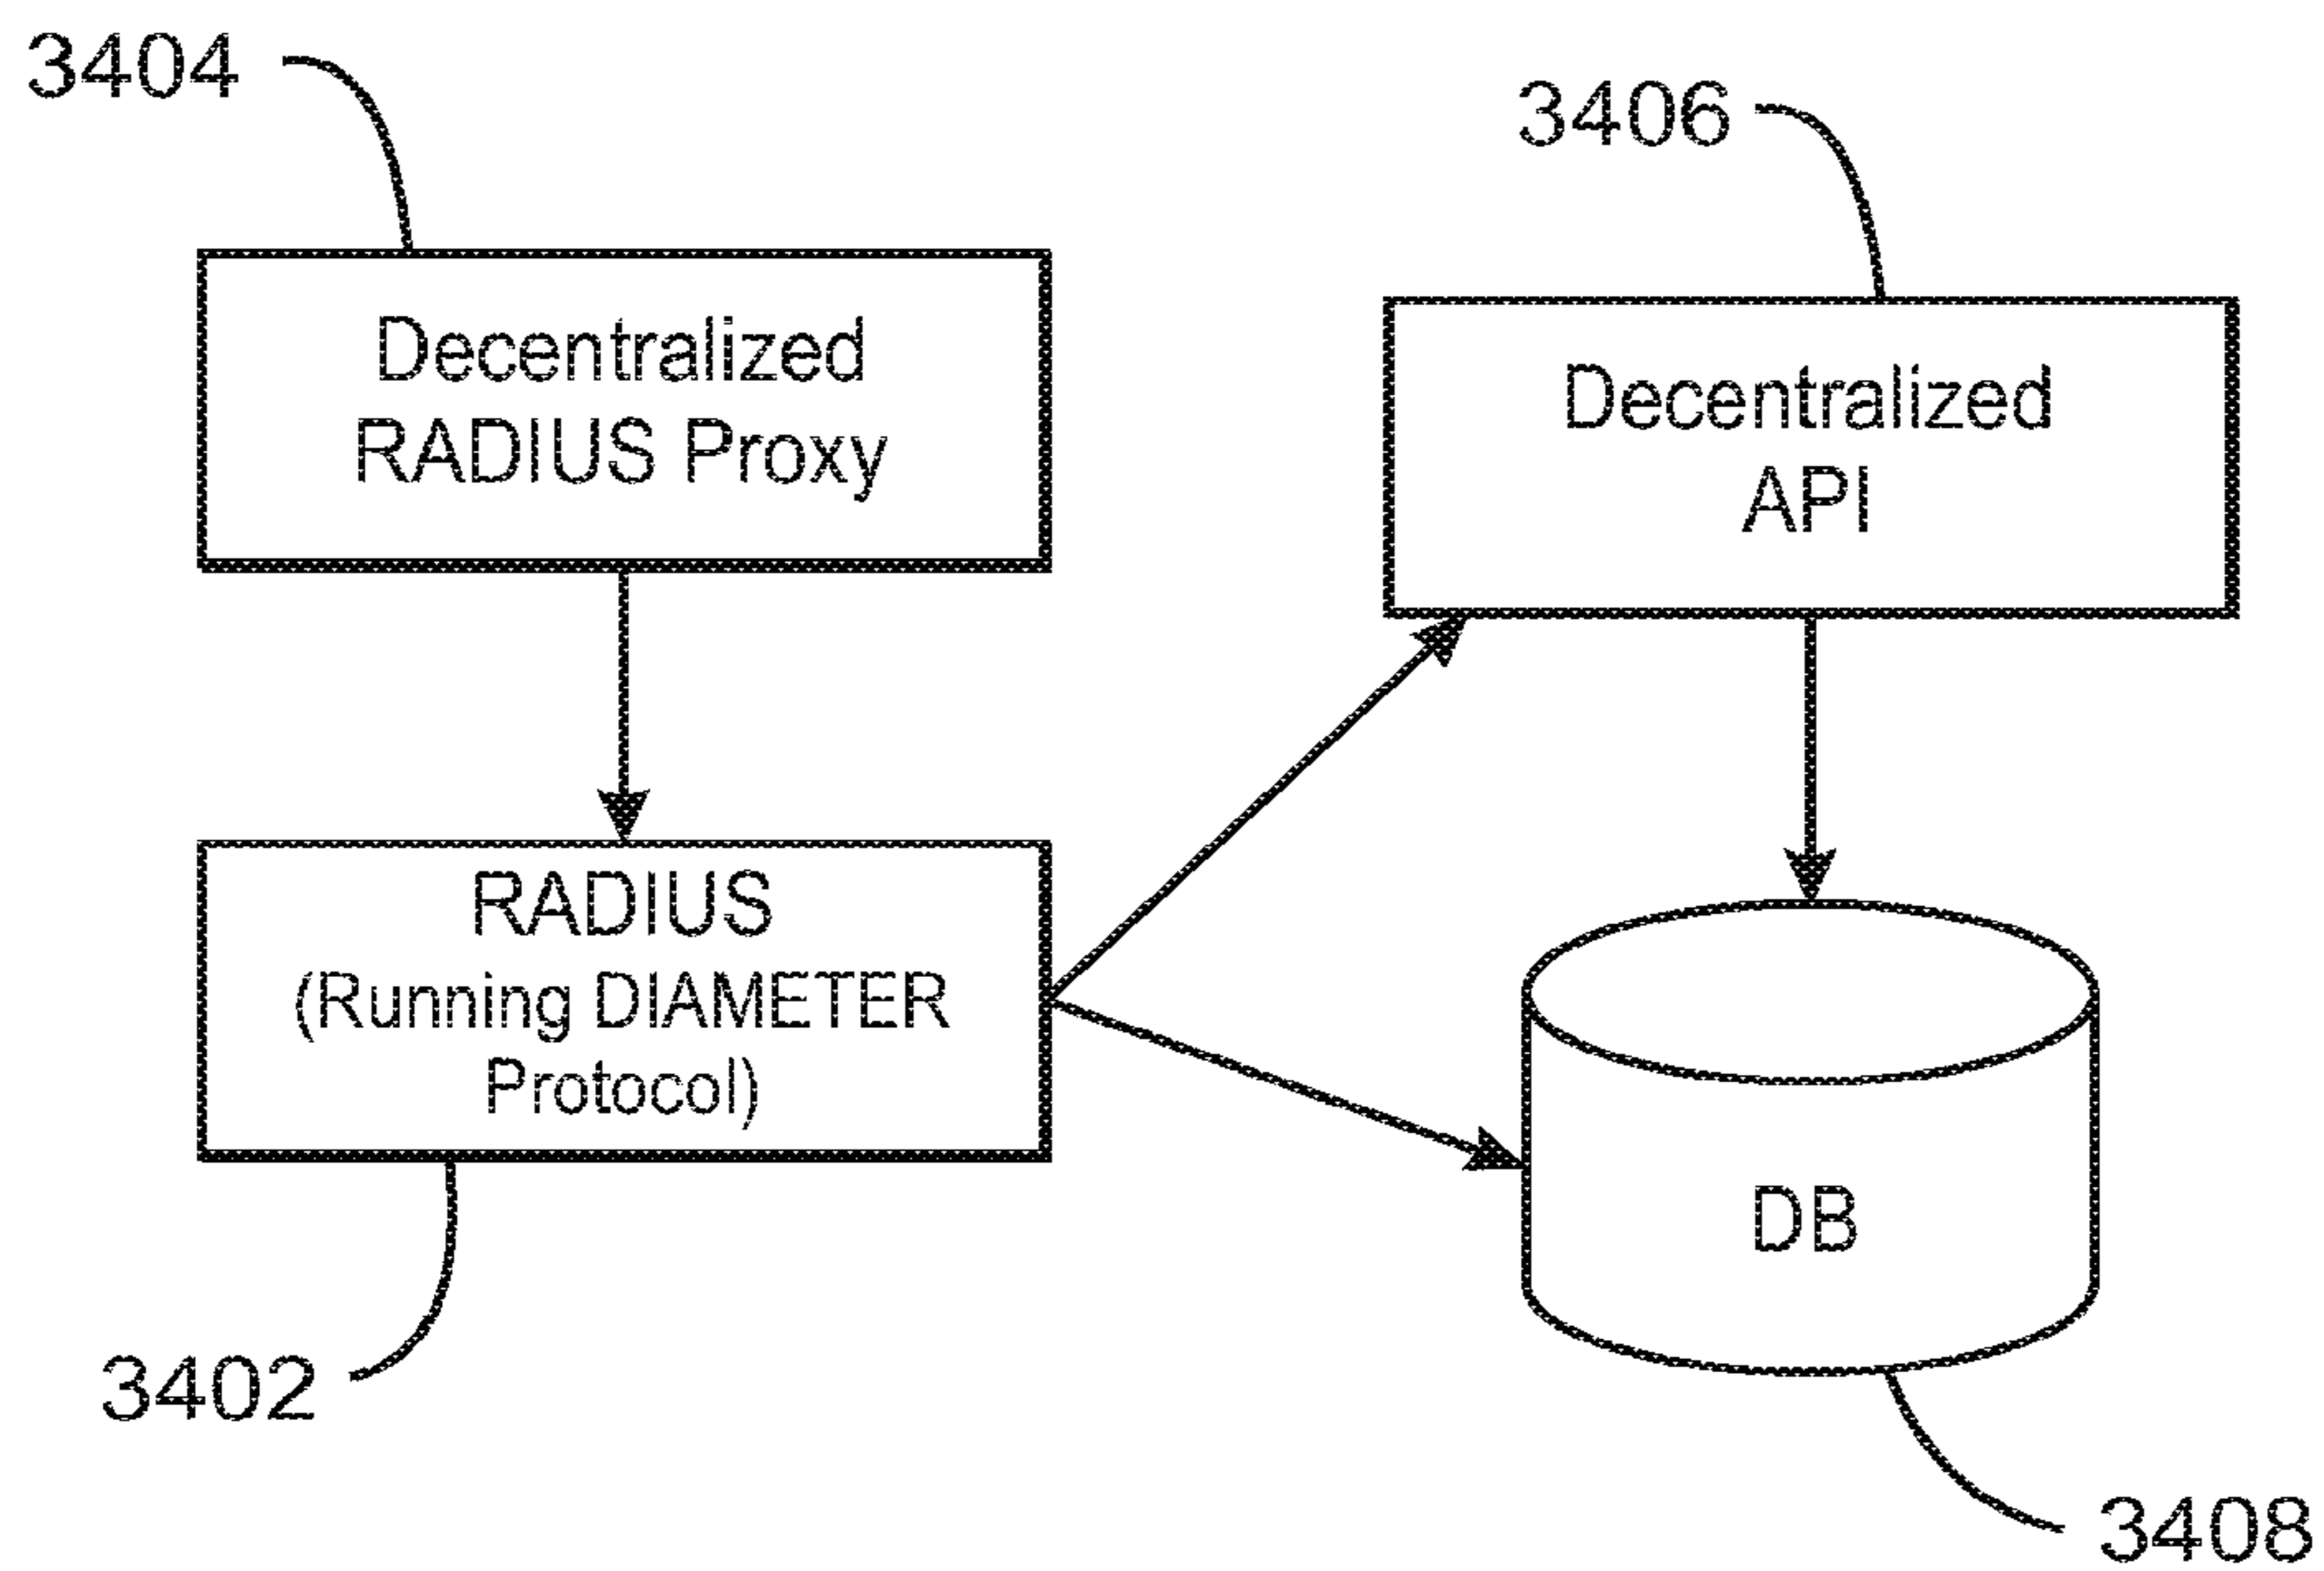 3404
3406
Decentralized
RADIUS Proxy
Decentralized
API
RADIUS
(Running DIAMETER
Protocol)
DB
3402
3408